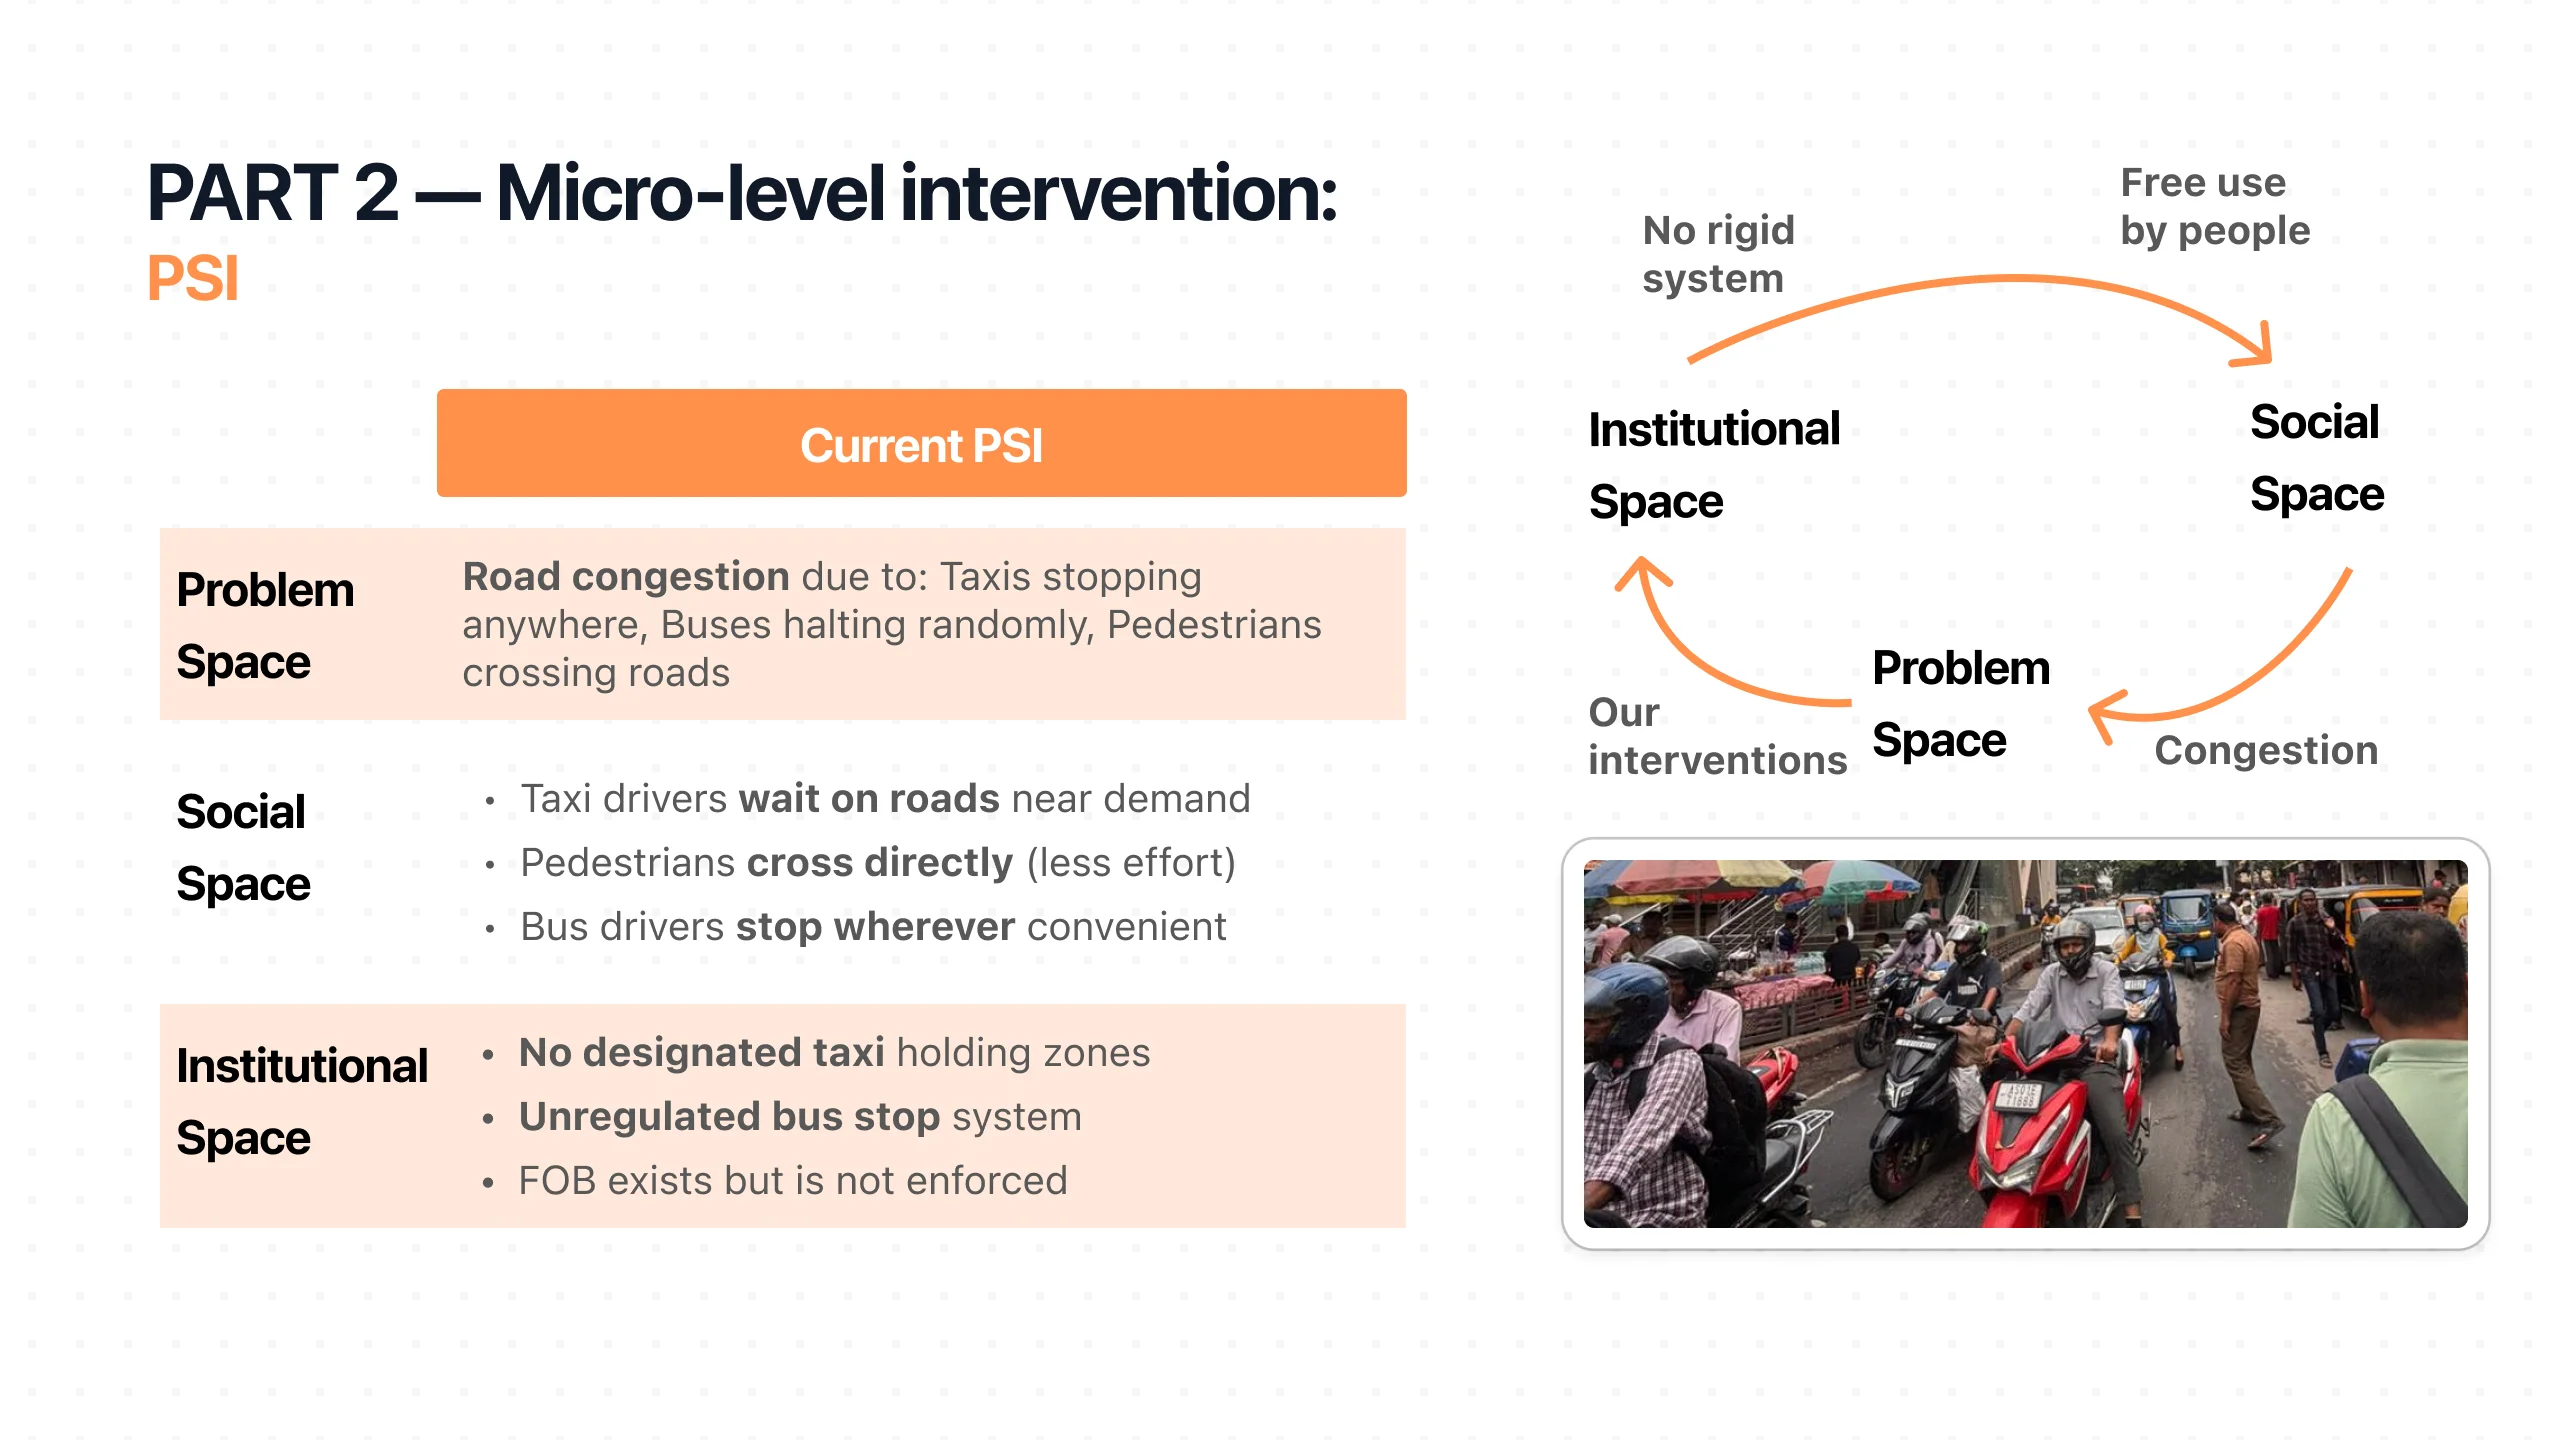 PART 2 — Micro-level intervention:
PSI
Current PSI
Problem
Space
Road congestion due to: Taxis stopping
anywhere, Buses halting randomly, Pedestrians
crossing roads
Social
Space
• Taxi drivers wait on roads near demand
• Pedestrians cross directly (less effort)
• Bus drivers stop wherever convenient
Institutional
Space
• No designated taxi holding zones
• Unregulated bus stop system
• FOB exists but is not enforced
No rigid
system
Free use
by people
Institutional
Space
Social
Space
Problem
Space
Our
interventions
Congestion